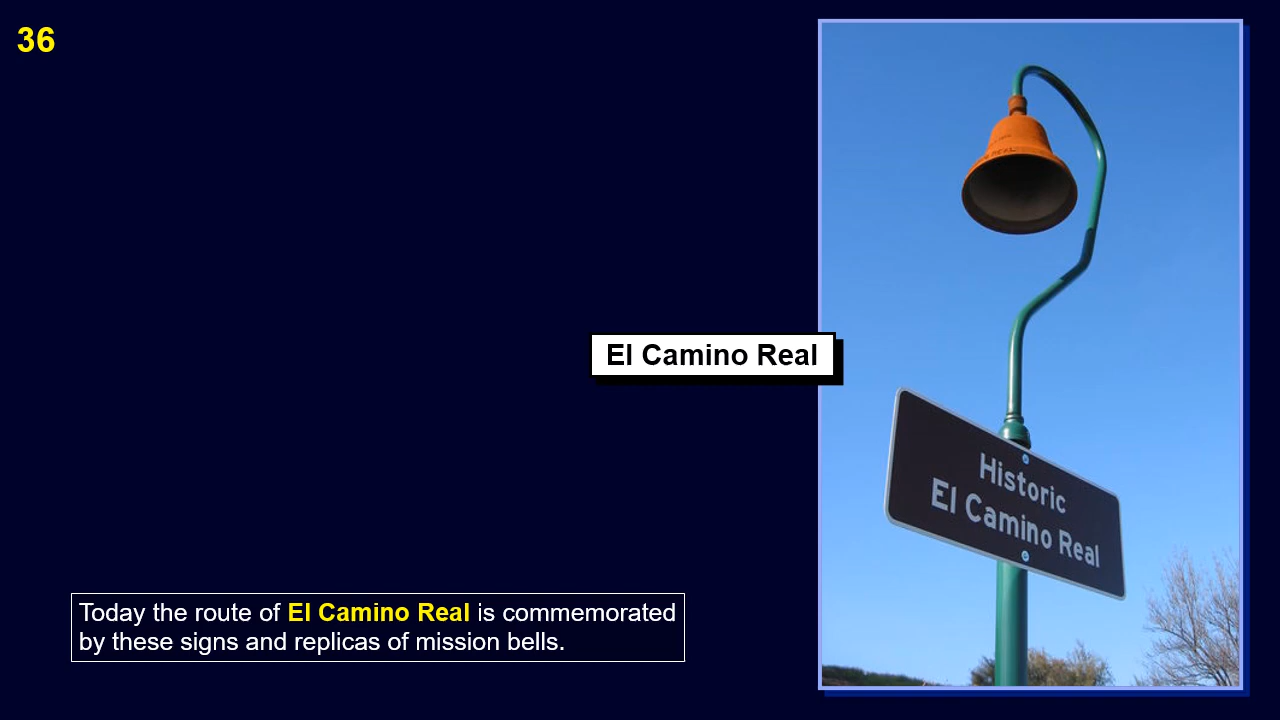 36
El Camino Real
Historic
El Camino Real
Today the route of El Camino Real is commemorated
by these signs and replicas of mission bells.